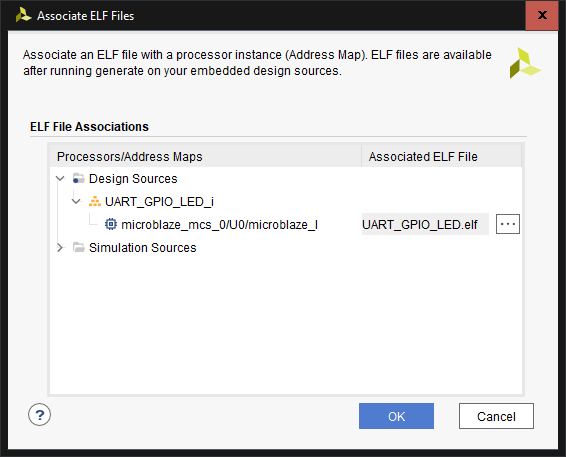 Associate ELF Files
Associate an ELF file with a processor instance (Address Map). ELF files are available
after running generate on your embedded design sources.
ELF File Associations
Processors/Address Maps Associated ELF File
Design Sources
UART_GPIO_LED_i
microblaze_mcs_0/U0/microblaze_I UART_GPIO_LED.elf ...
Simulation Sources
? OK Cancel